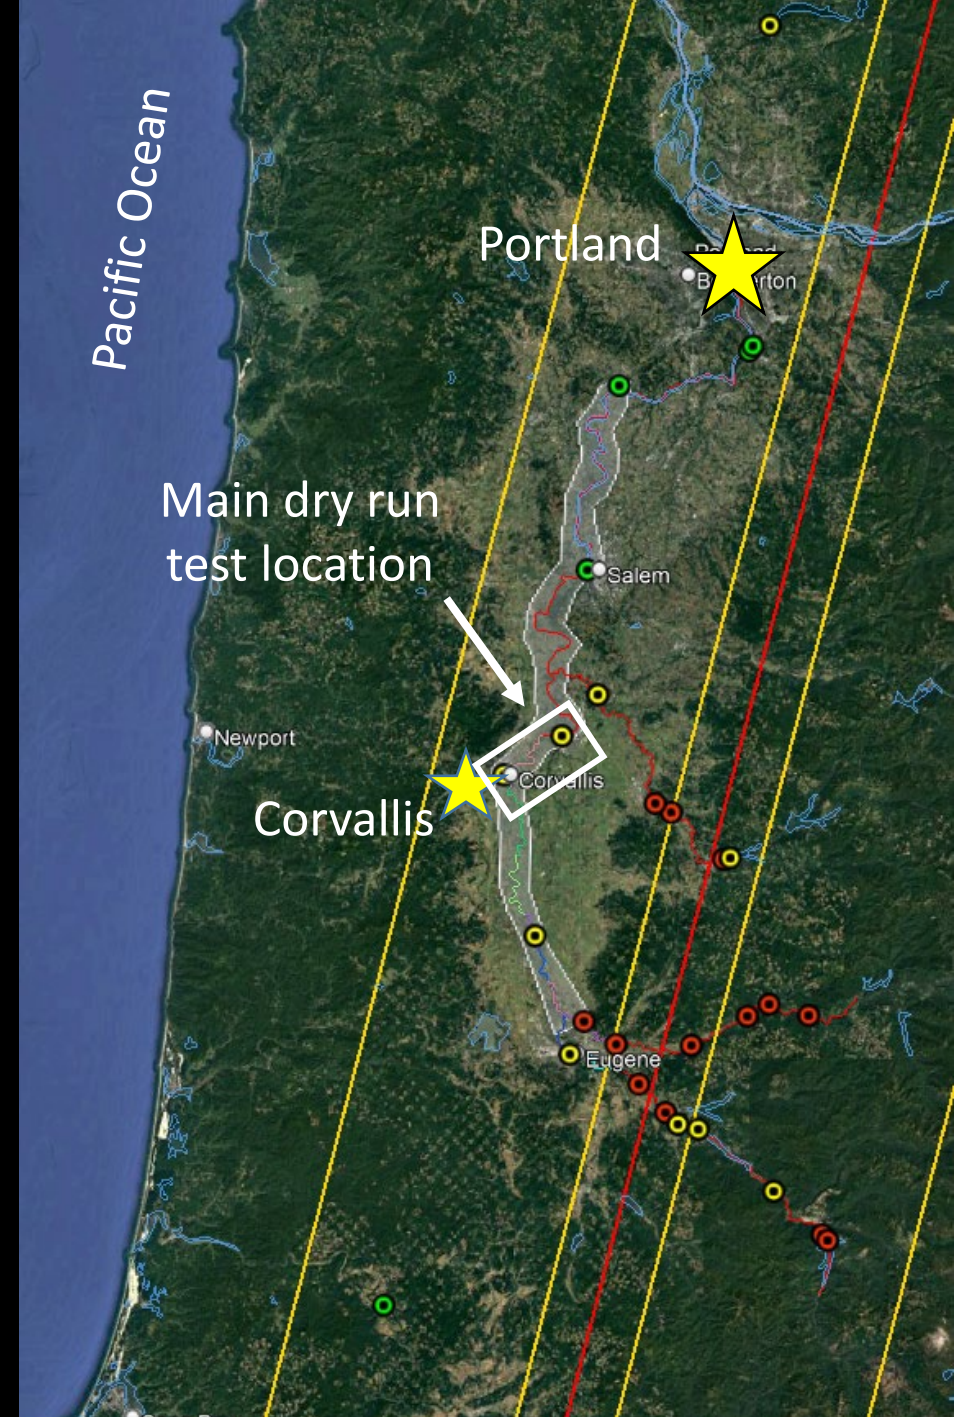 Pacific Ocean
Portland
Main dry run
test location
Salem
Newport
Corvallis
Corvallis
Eugene